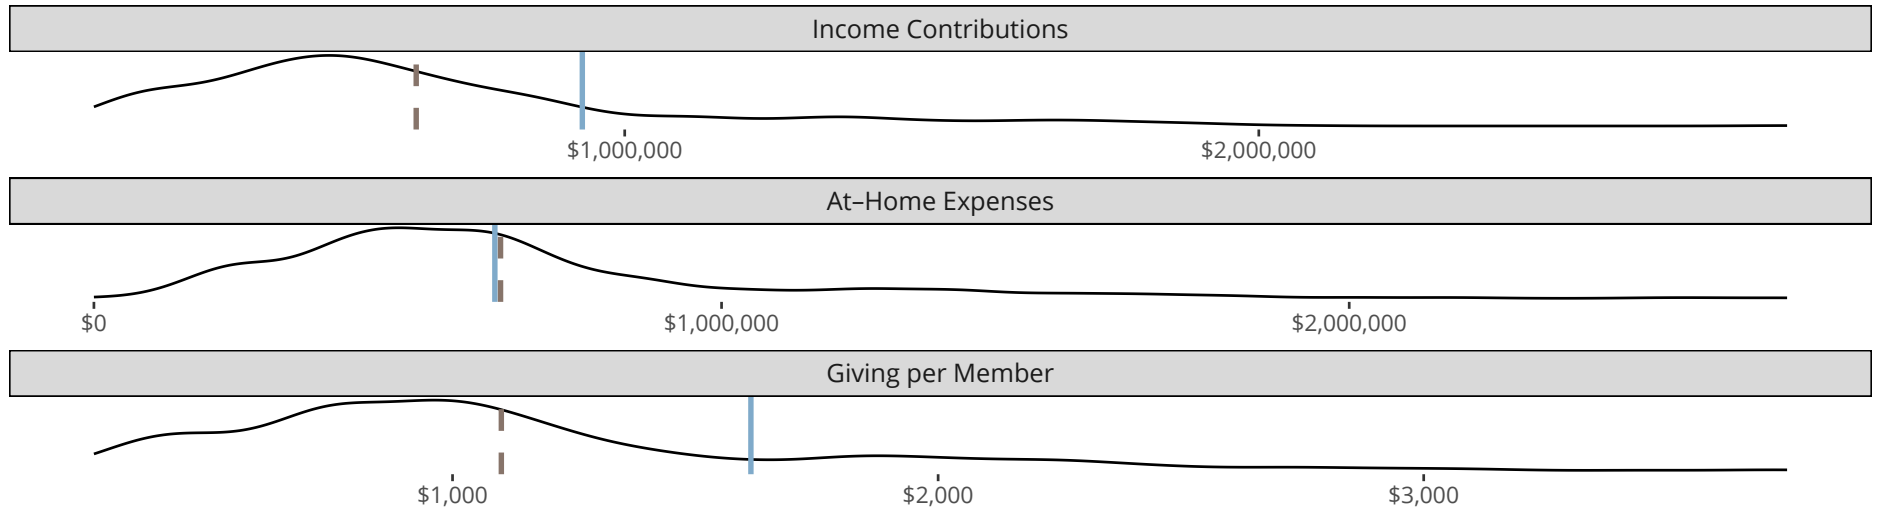 Income Contributions
$1,000,000 $2,000,000
At–Home Expenses
$0 $1,000,000 $2,000,000
Giving per Member
$1,000 $2,000 $3,000